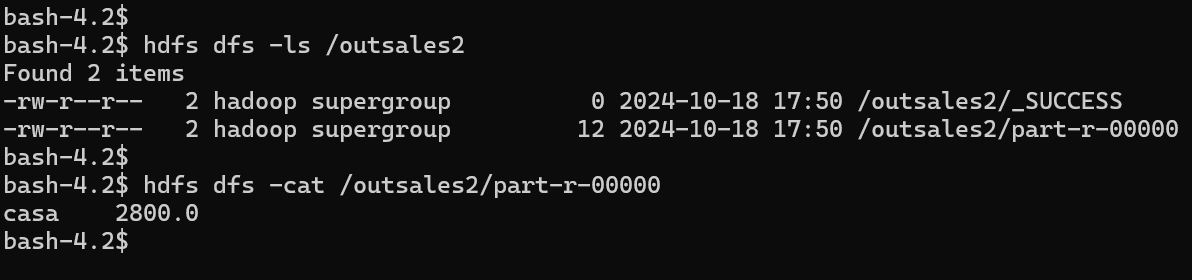 bash-4.2$
bash-4.2$ hdfs dfs -ls /outsales2
Found 2 items
-rw-r--r--   2 hadoop supergroup          0 2024-10-18 17:50 /outsales2/_SUCCESS
-rw-r--r--   2 hadoop supergroup         12 2024-10-18 17:50 /outsales2/part-r-00000
bash-4.2$
bash-4.2$ hdfs dfs -cat /outsales2/part-r-00000
casa    2800.0
bash-4.2$